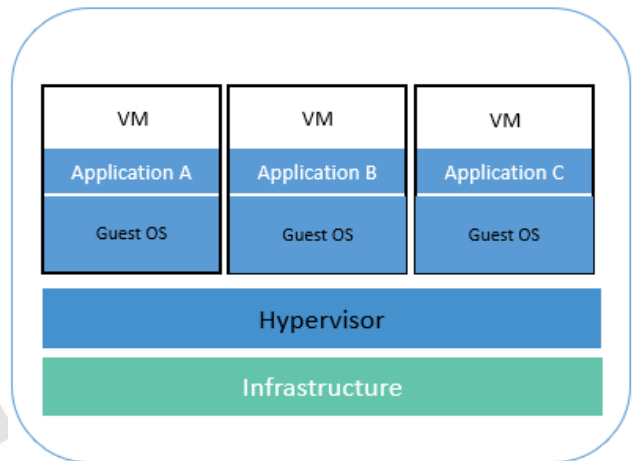 VM
VM
VM
Application A
Application B
Application C
Guest OS
Guest OS
Guest OS
Hypervisor
Infrastructure